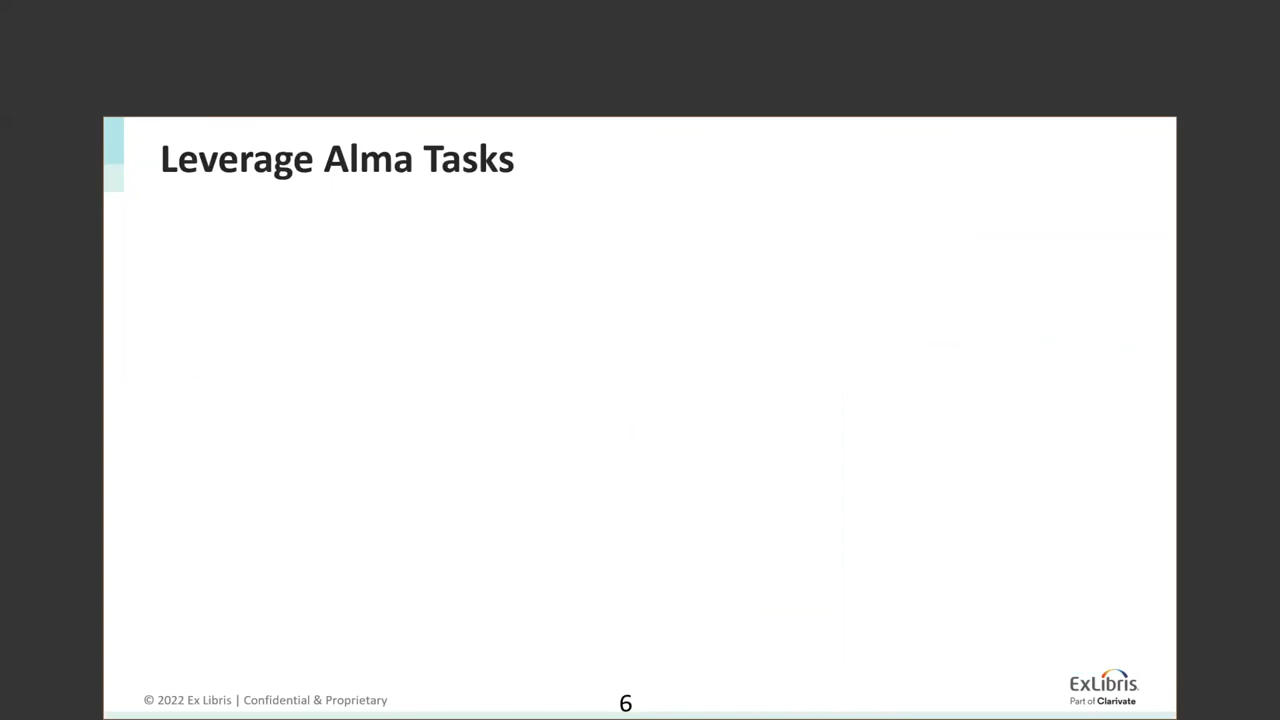 Leverage Alma Tasks
© 2022 Ex Libris | Confidential & Proprietary
6
ExLibris
Part of Clarivate